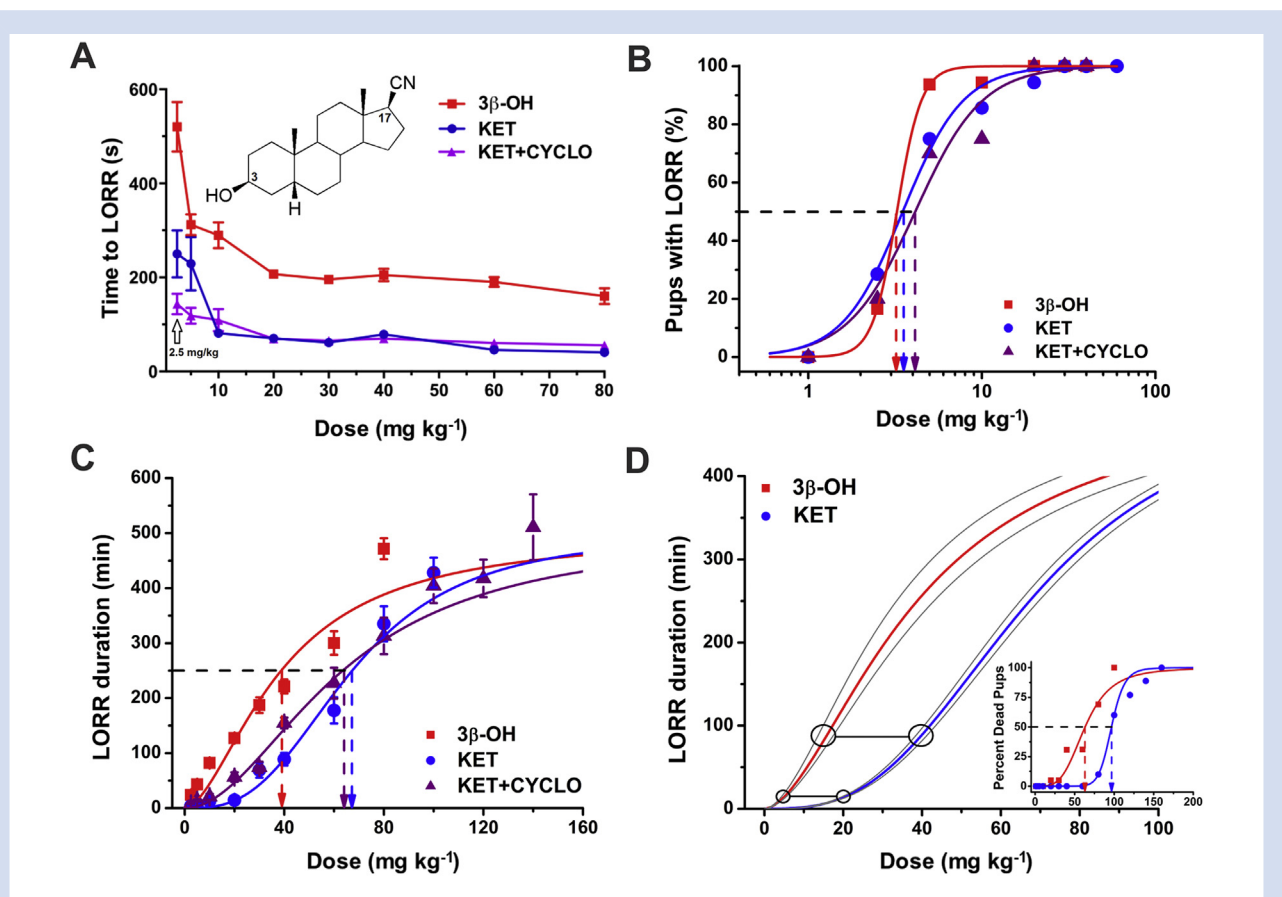 A
Time to LORR (s)
600
400
200
0
10 20 30 40 50 60 70 80
Dose (mg kg-1)
2.5 mg/kg
CN
17
3
HO
H
3β-OH
KET
KET+CYCLO
B
Pups with LORR (%)
100
80
60
40
20
0
1 10 100
Dose (mg kg-1)
3β-OH
KET
KET+CYCLO
C
LORR duration (min)
600
500
400
300
200
100
0
0 40 80 120 160
Dose (mg kg-1)
3β-OH
KET
KET+CYCLO
D
3β-OH
KET
LORR duration (min)
400
300
200
100
0
0 20 40 60 80 100
Dose (mg kg-1)
Percent Dead Pups
100
75
50
25
0
0 50 100 150 200